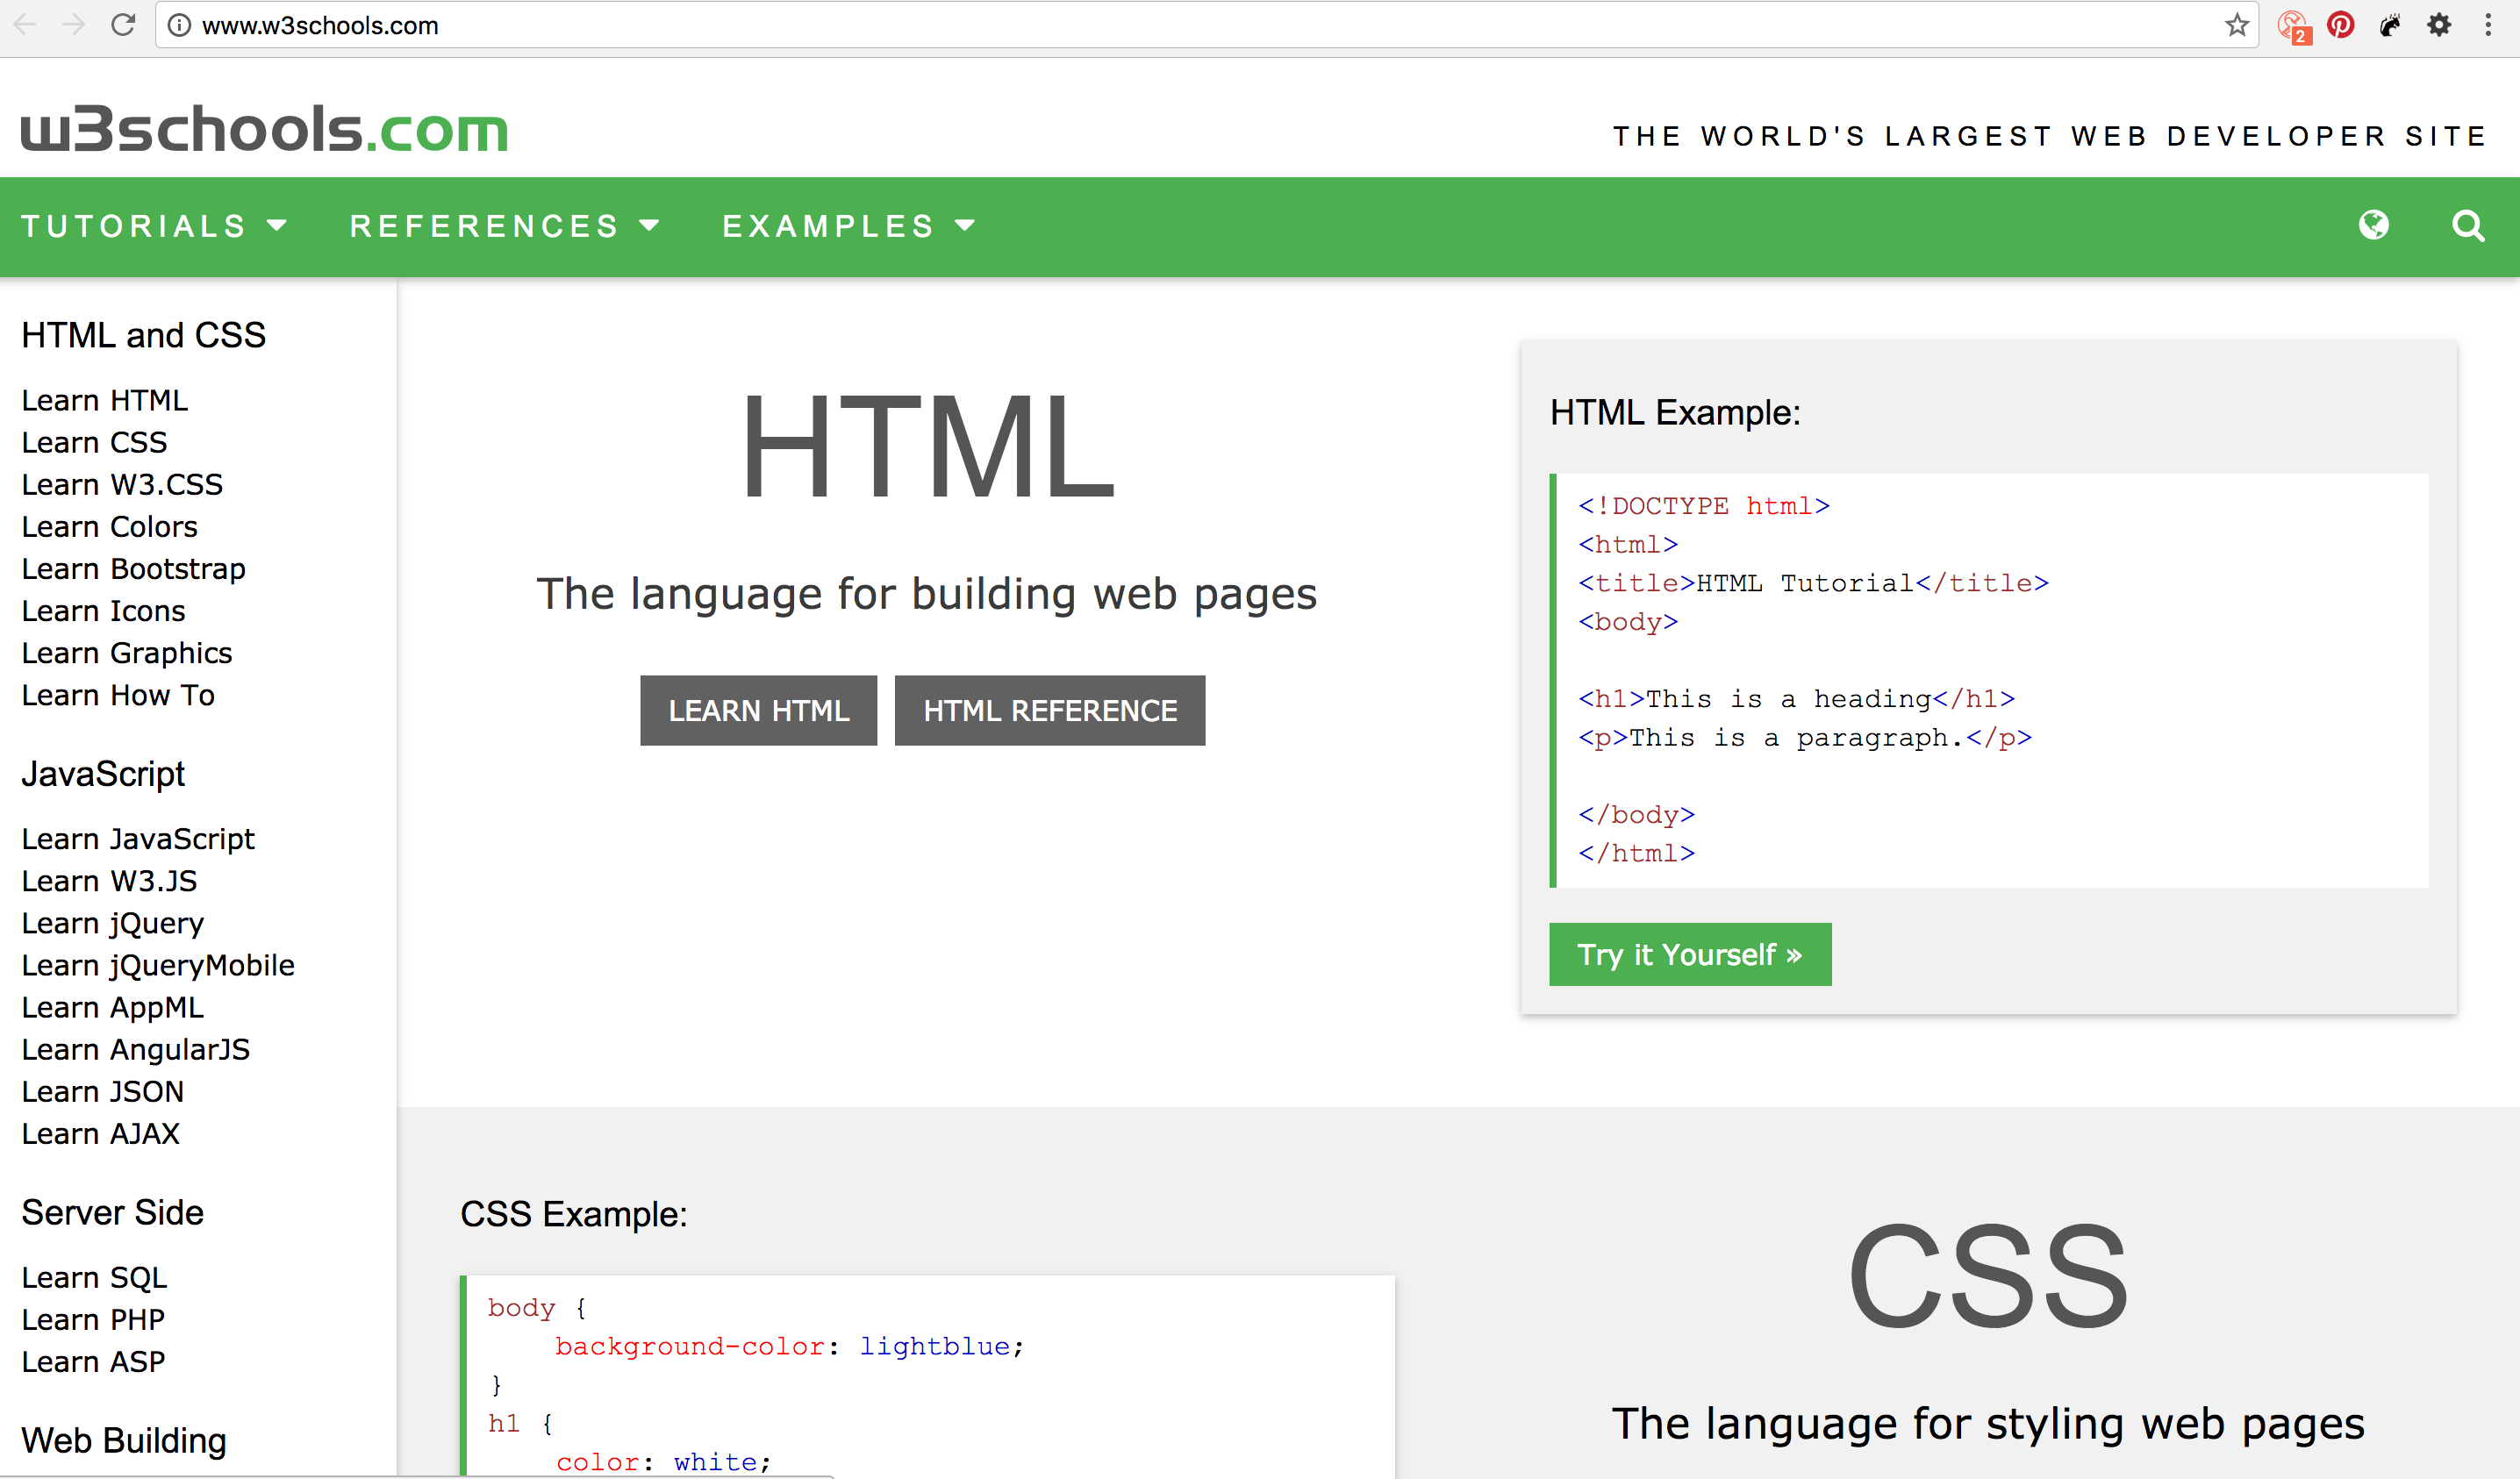 www.w3schools.com
2
w3schools.com
THE WORLD'S LARGEST WEB DEVELOPER SITE
TUTORIALS REFERENCES EXAMPLES
HTML and CSS
Learn HTML
Learn CSS
Learn W3.CSS
Learn Colors
Learn Bootstrap
Learn Icons
Learn Graphics
Learn How To
JavaScript
Learn JavaScript
Learn W3.JS
Learn jQuery
Learn jQueryMobile
Learn AppML
Learn AngularJS
Learn JSON
Learn AJAX
Server Side
Learn SQL
Learn PHP
Learn ASP
Web Building
HTML
The language for building web pages
LEARN HTML HTML REFERENCE
HTML Example:
<!DOCTYPE html>
<html>
<title>HTML Tutorial</title>
<body>
<h1>This is a heading</h1>
<p>This is a paragraph.</p>
</body>
</html>
Try it Yourself »
CSS Example:
body {
    background-color: lightblue;
}
h1 {
    color: white;
CSS
The language for styling web pages